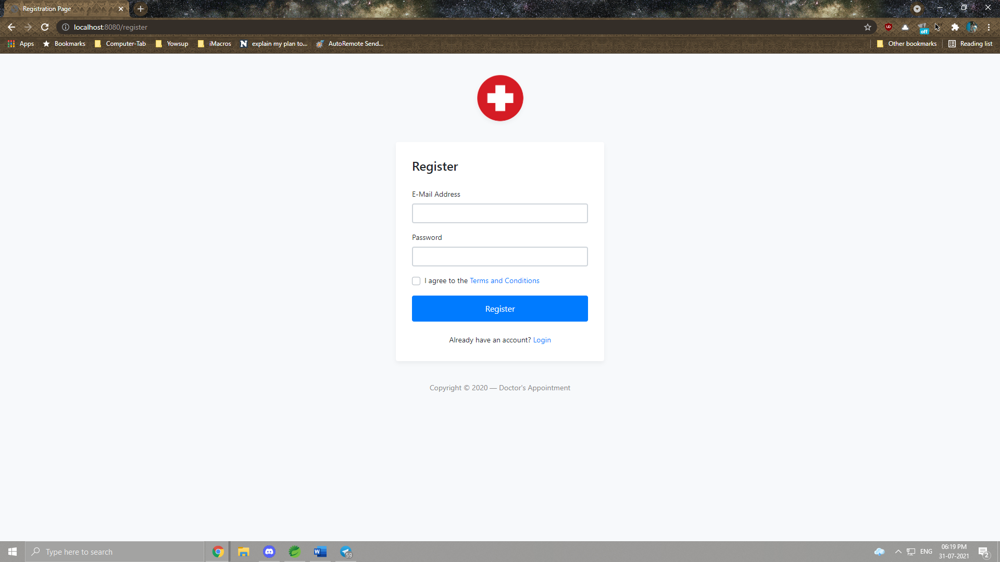 Registration Page
localhost:8080/register
off
Apps Bookmarks Computer-Tab Yowsup iMacros N explain my plan to... AutoRemote Send... Other bookmarks Reading list
Register
E-Mail Address
Password
I agree to the Terms and Conditions
Register
Already have an account? Login
Copyright © 2020 — Doctor's Appointment
Type here to search
W
59
ENG
06:19 PM
31-07-2021
2